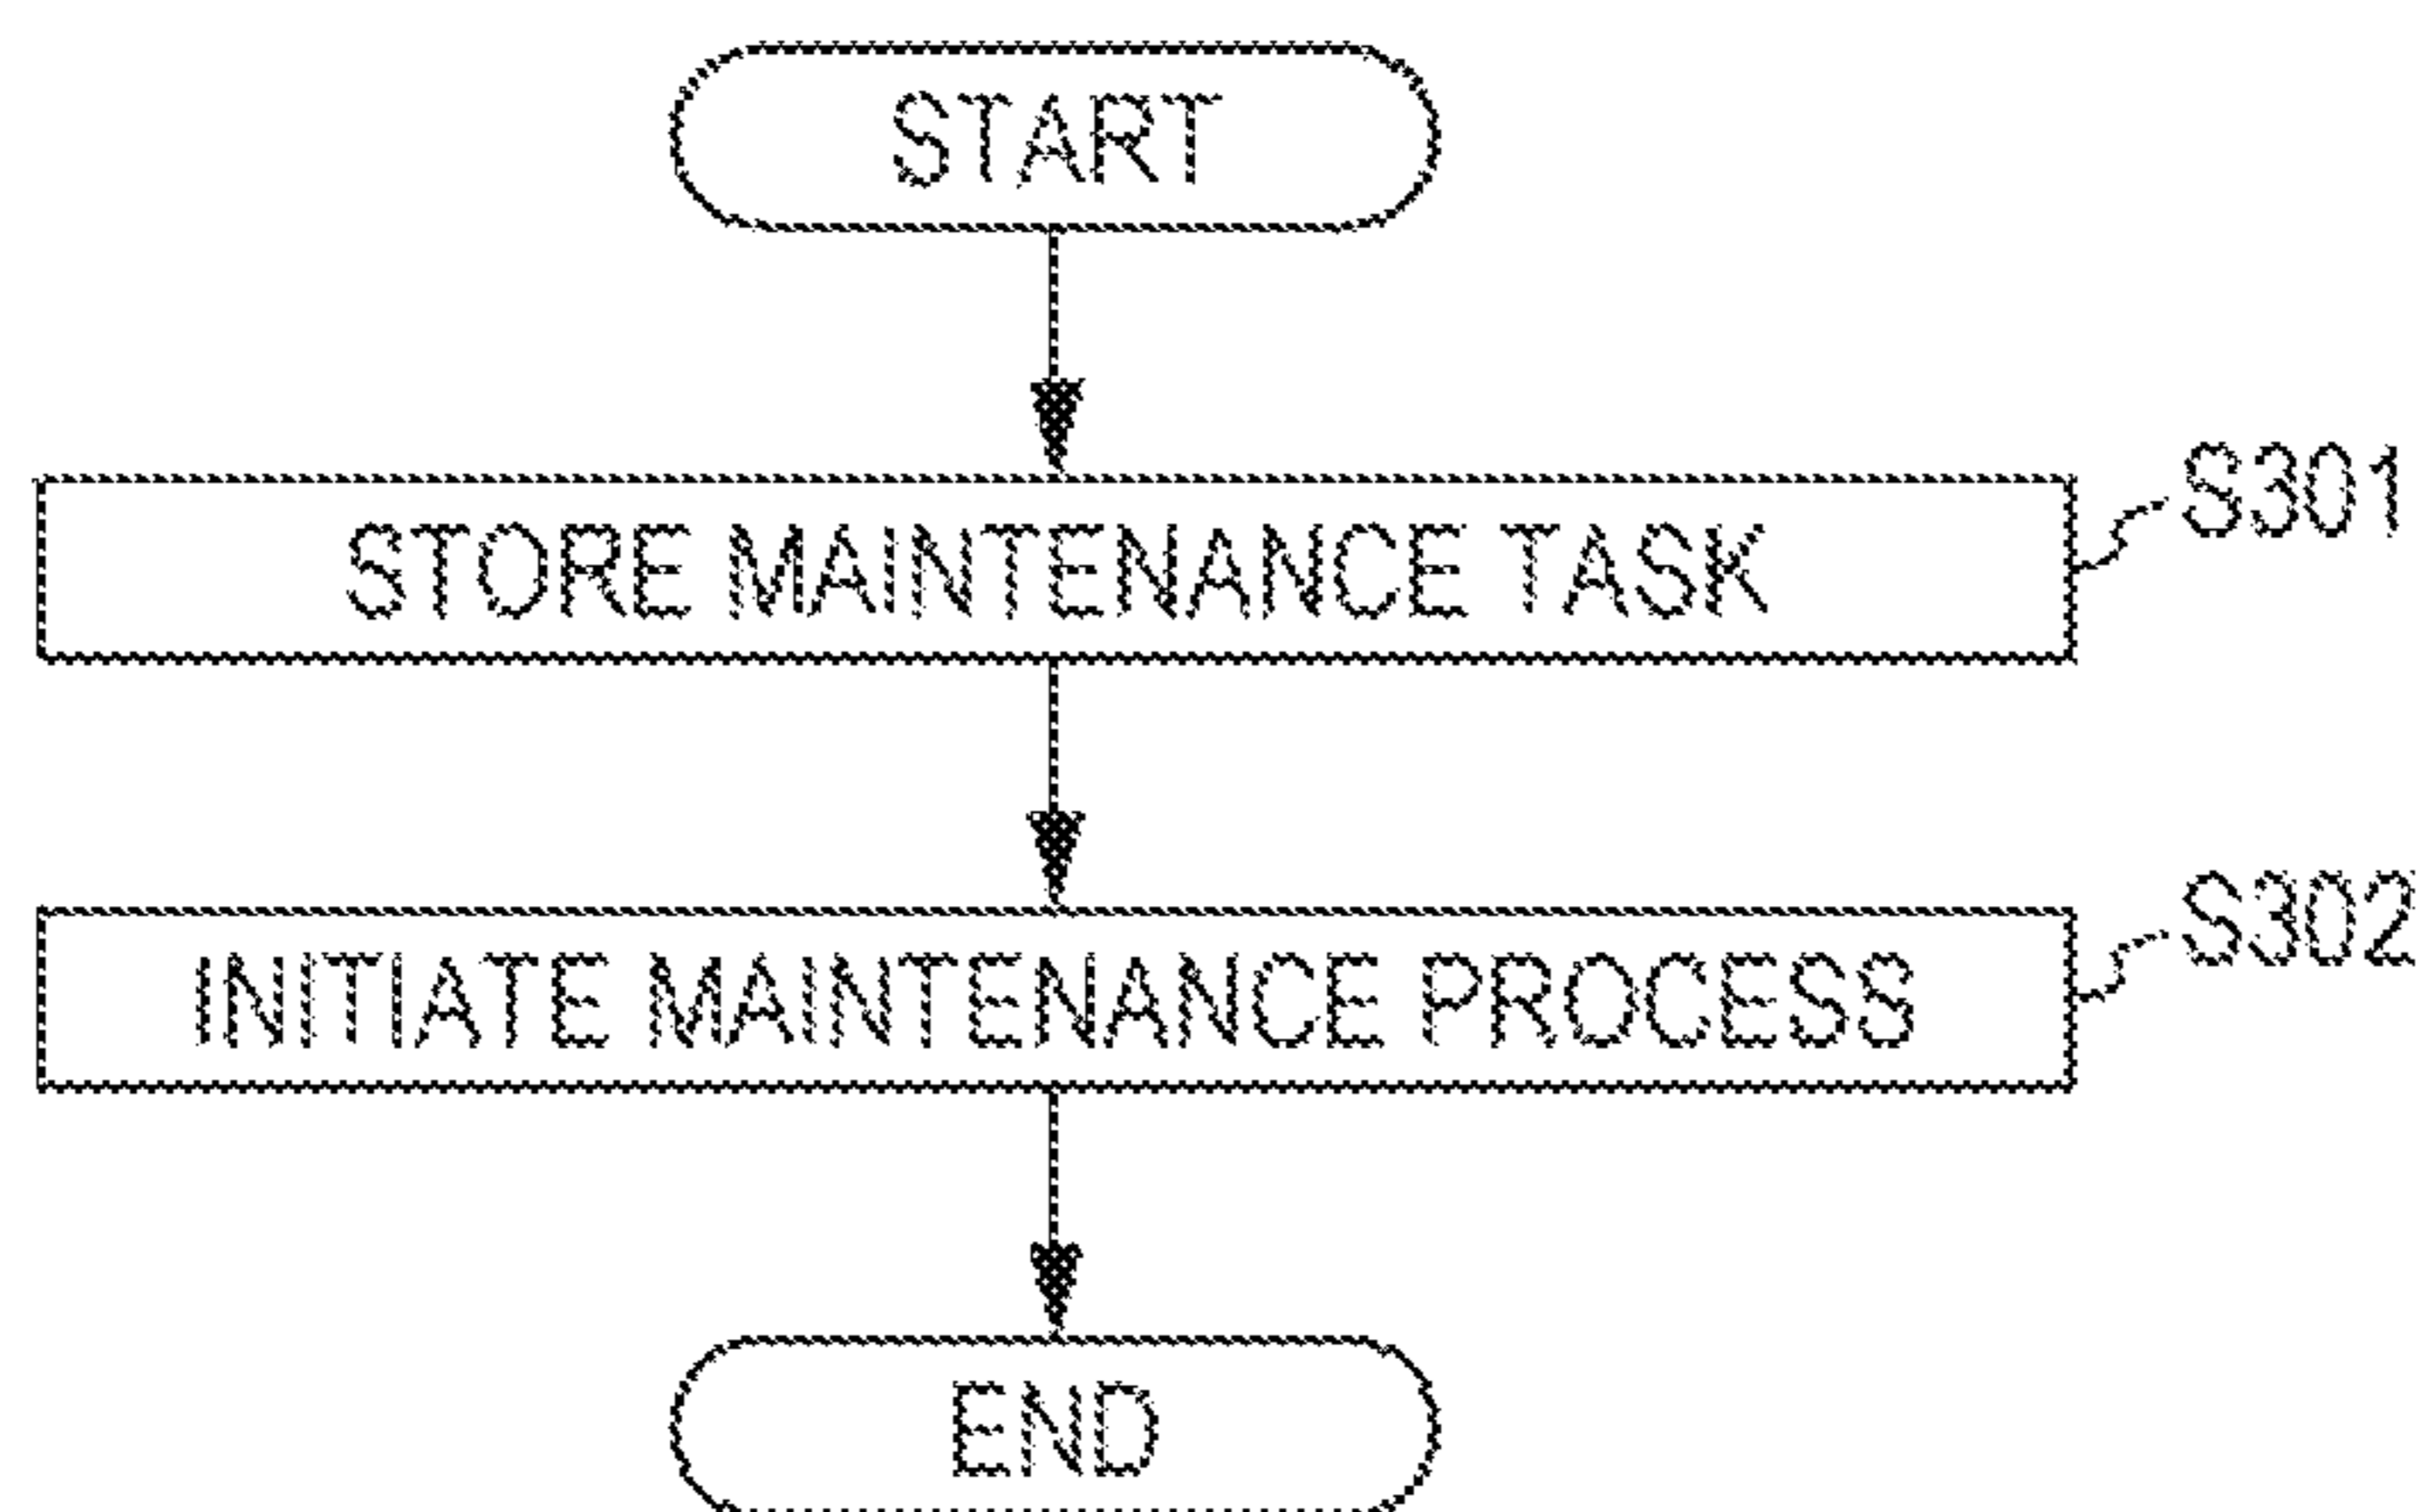 START
STORE MAINTENANCE TASK
S301
INITIATE MAINTENANCE PROCESS
S302
END